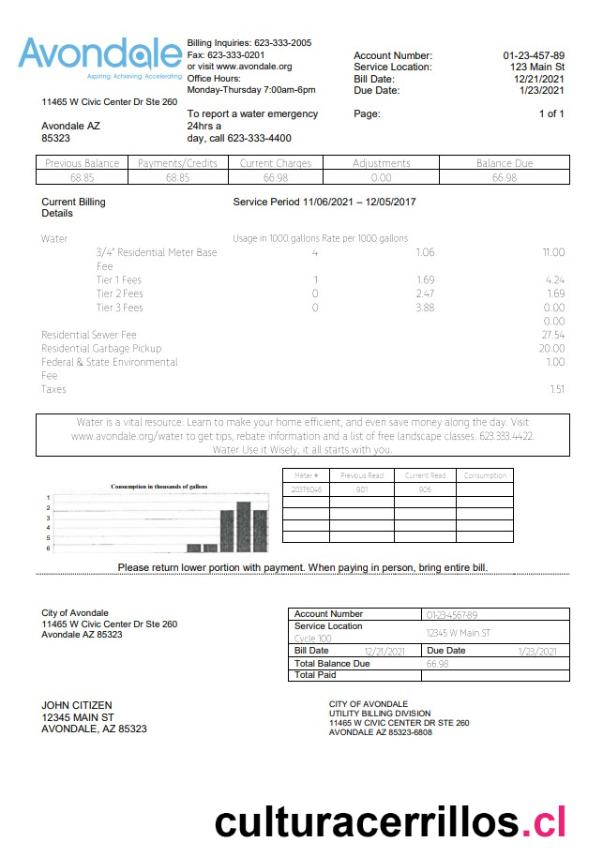 Avondale
Aspiring. Achieving. Accelerating
Billing Inquiries: 623-333-2005
Fax: 623-333-0201
or visit www.avondale.org
Office Hours:
Monday-Thursday 7:00am-6pm
To report a water emergency
24hrs a
day, call 623-333-4400
11465 W Civic Center Dr Ste 260
Avondale AZ
85323
Account Number: 01-23-457-89
Service Location: 123 Main St
Bill Date: 12/21/2021
Due Date: 1/23/2021
Page: 1 of 1
Previous Balance Payments/Credits Current Charges Adjustments Balance Due
68.85 68.85 66.98 0.00 66.98
Current Billing
Details
Service Period 11/06/2021 – 12/05/2017
Water Usage in 1000 gallons Rate per 1000 gallons
3/4" Residential Meter Base
Fee
4 1.06 11.00
Tier 1 Fees 1 1.69 4.24
Tier 2 Fees 0 2.47 1.69
Tier 3 Fees 0 3.88 0.00
0.00
Residential Sewer Fee 27.54
Residential Garbage Pickup 20.00
Federal & State Environmental
Fee
1.00
Taxes 1.51
Water is a vital resource. Learn to make your home efficient, and even save money along the day. Visit
www.avondale.org/water to get tips, rebate information and a list of free landscape classes. 623.333.4422.
Water Use it Wisely, it all starts with you.
Consumption in thousands of gallons
1
2
3
4
5
6
Meter # Previous Read Current Read Consumption
20376046 901 906
Please return lower portion with payment. When paying in person, bring entire bill.
City of Avondale
11465 W Civic Center Dr Ste 260
Avondale AZ 85323
Account Number 01-23-4567-89
Service Location
Cycle 100
12345 W Main ST
Bill Date 12/21/2021 Due Date 1/23/2021
Total Balance Due 66.98
Total Paid
JOHN CITIZEN
12345 MAIN ST
AVONDALE, AZ 85323
CITY OF AVONDALE
UTILITY BILLING DIVISION
11465 W CIVIC CENTER DR STE 260
AVONDALE AZ 85323-6808
culturacerrillos.cl